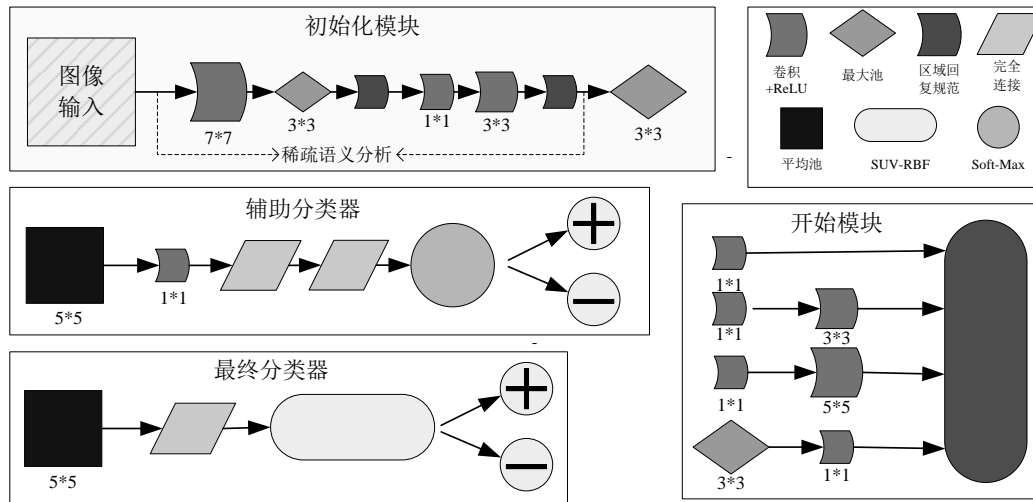 初始化模块
图像
输入
7*7
3*3
1*1
3*3
3*3
稀疏语义分析
卷积
+ReLU
最大池
区域回
复规范
完全
连接
平均池
SUV-RBF
Soft-Max
辅助分类器
5*5
1*1
最终分类器
5*5
开始模块
1*1
1*1
3*3
1*1
5*5
3*3
1*1